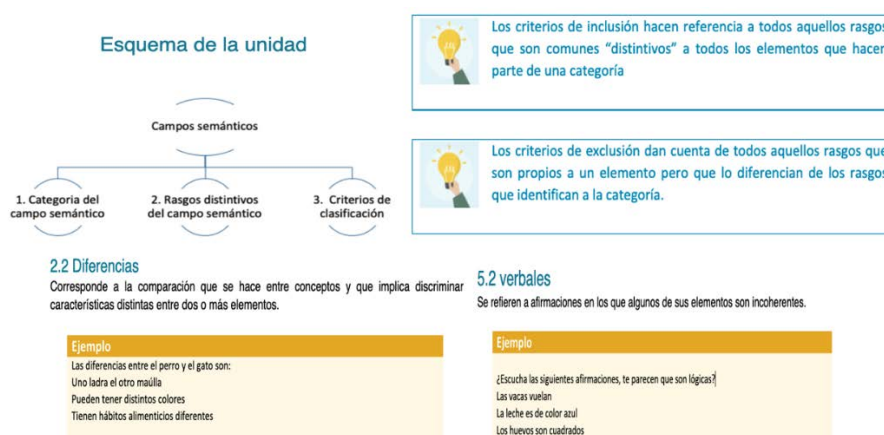 Esquema de la unidad
Campos semánticos
1. Categoria del
campo semántico
2. Rasgos distintivos
del campo semántico
3. Criterios de
clasificación
Los criterios de inclusión hacen referencia a todos aquellos rasgos
que son comunes “distintivos” a todos los elementos que hacen
parte de una categoría
Los criterios de exclusión dan cuenta de todos aquellos rasgos que
son propios a un elemento pero que lo diferencian de los rasgos
que identifican a la categoría.
2.2 Diferencias
Corresponde a la comparación que se hace entre conceptos y que implica discriminar
características distintas entre dos o más elementos.
Ejemplo
Las diferencias entre el perro y el gato son:
Uno ladra el otro maúlla
Pueden tener distintos colores
Tienen hábitos alimenticios diferentes
5.2 verbales
Se refieren a afirmaciones en los que algunos de sus elementos son incoherentes.
Ejemplo
¿Escucha las siguientes afirmaciones, te parecen que son lógicas?
Las vacas vuelan
La leche es de color azul
Los huevos son cuadrados